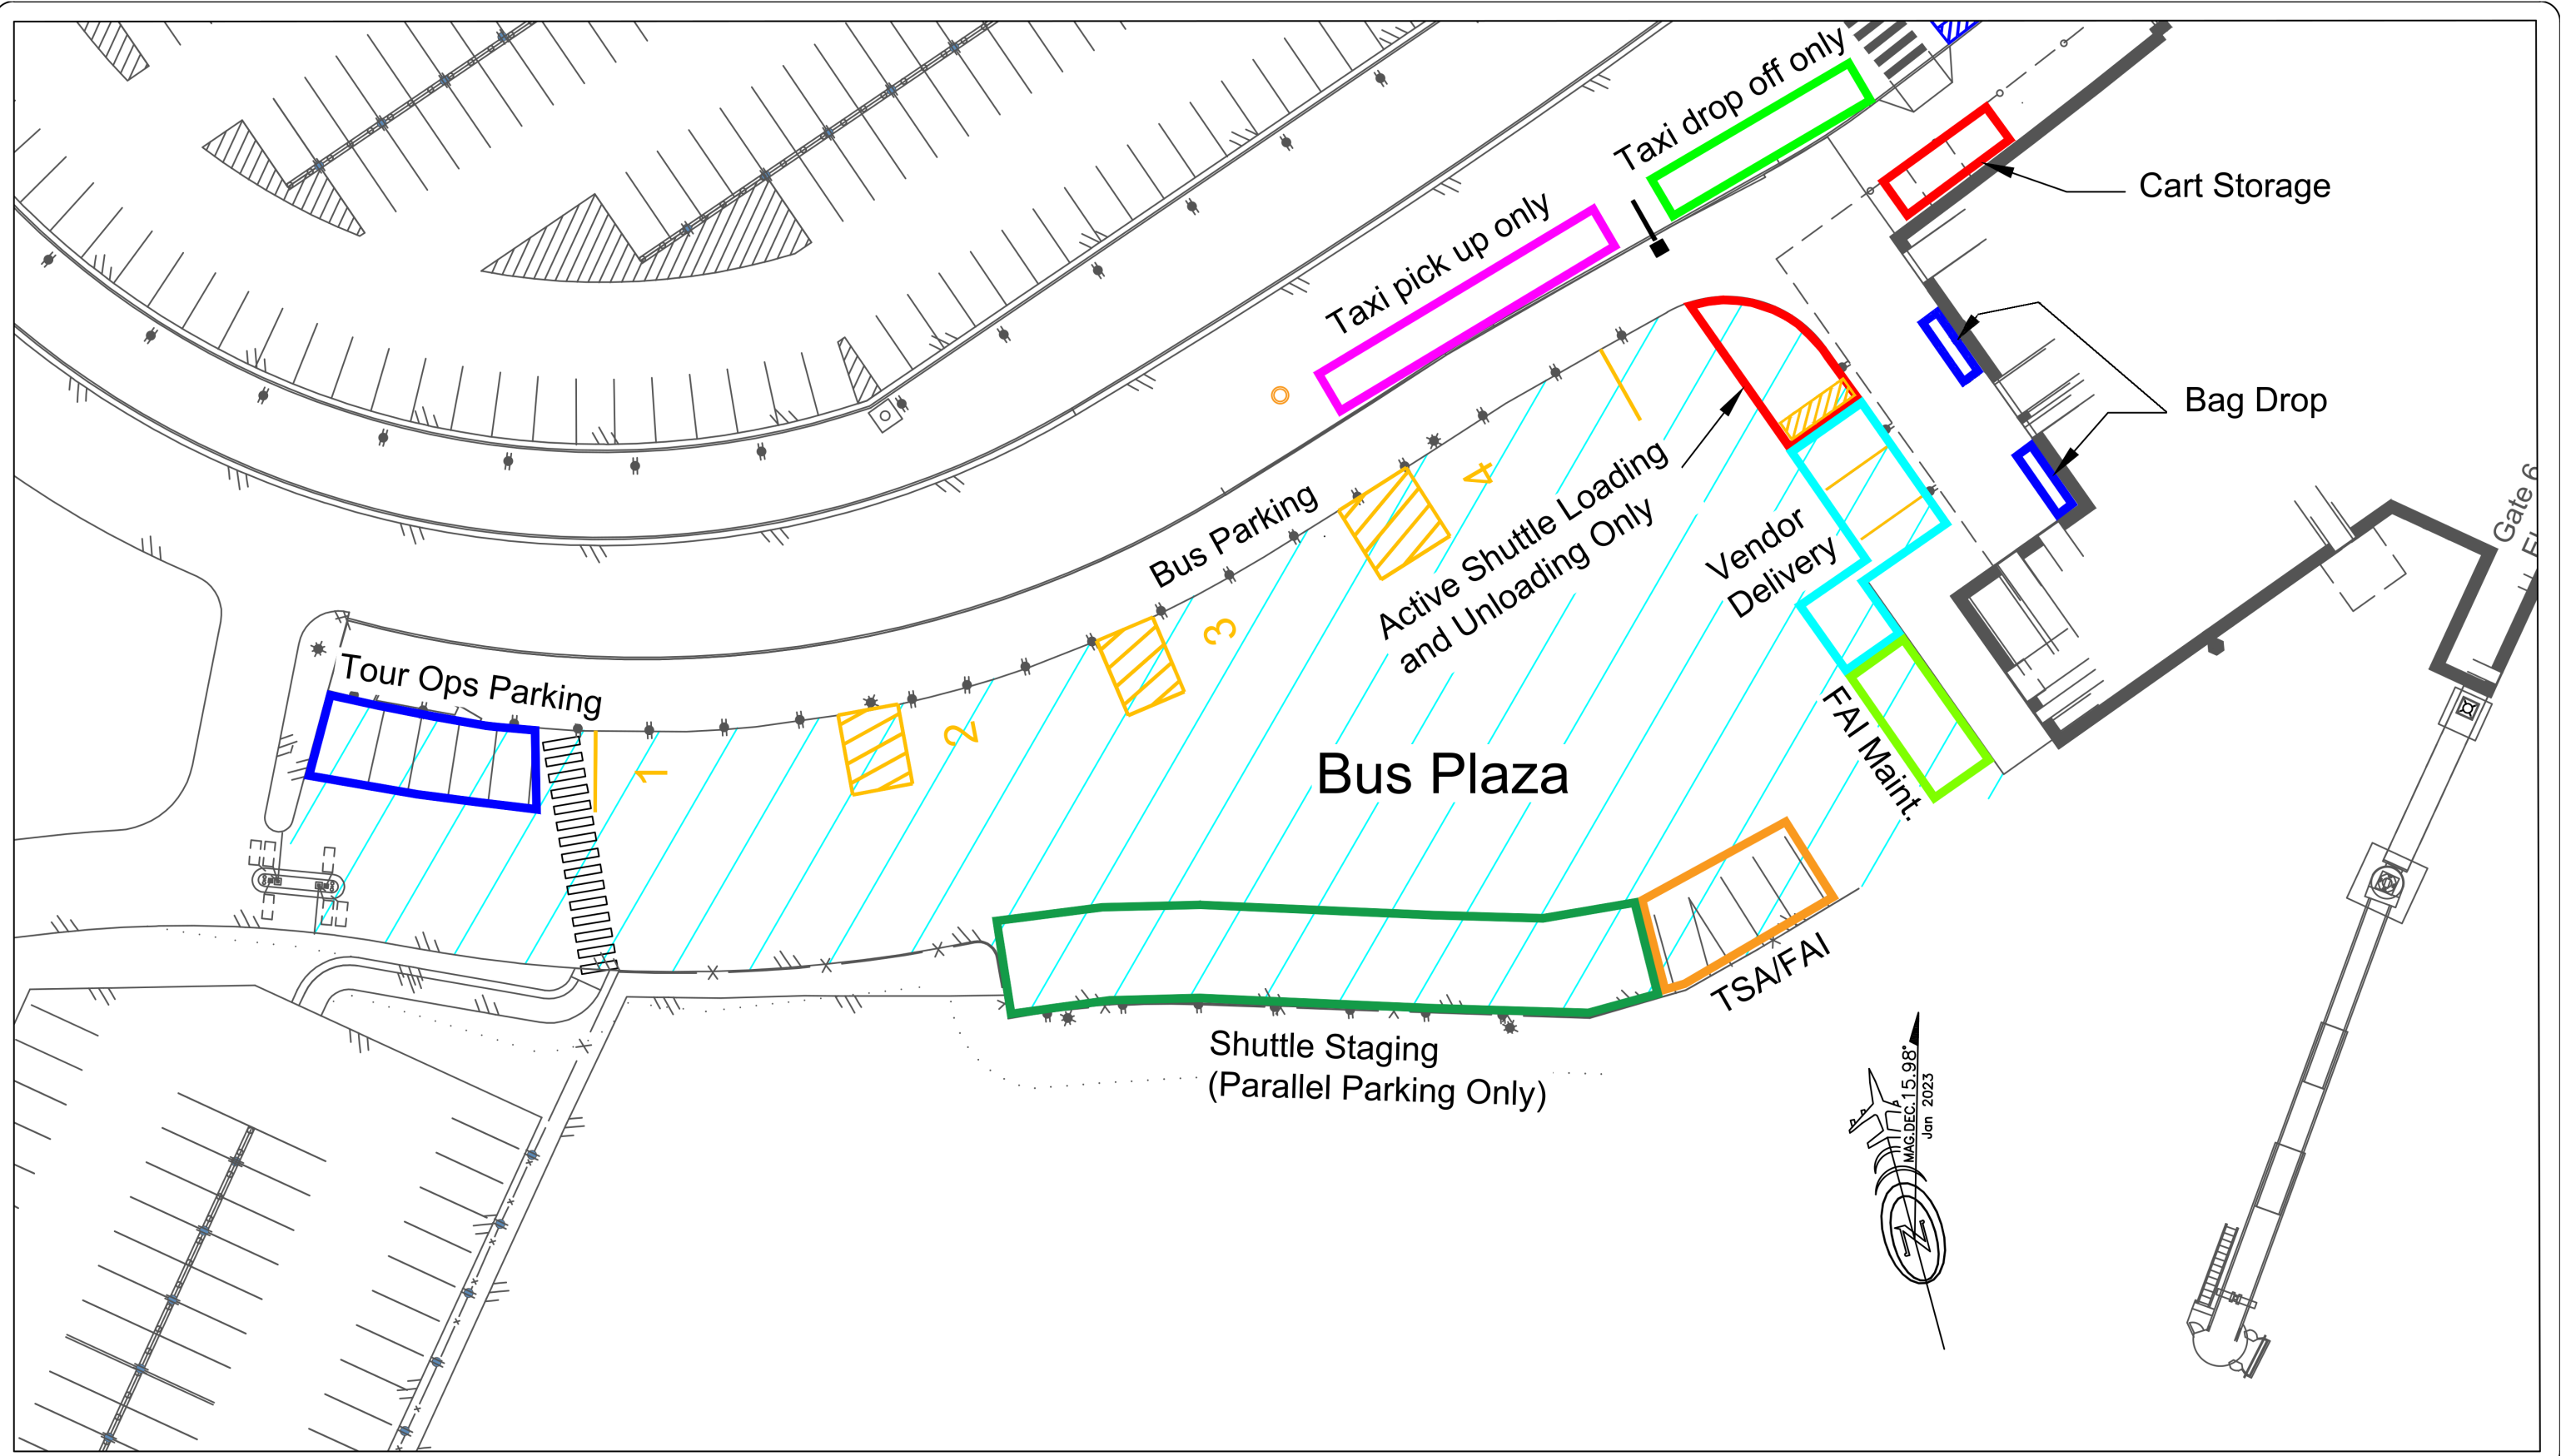 Taxi drop off only
Cart Storage
Taxi pick up only
Bag Drop
Gate 6
Bus Parking
4
Active Shuttle Loading
and Unloading Only
Vendor
Delivery
3
Tour Ops Parking
2
1
Bus Plaza
FAI Maint.
TSA/FAI
Shuttle Staging
(Parallel Parking Only)
MAG.DEC.15.98°
Jan 2023
N